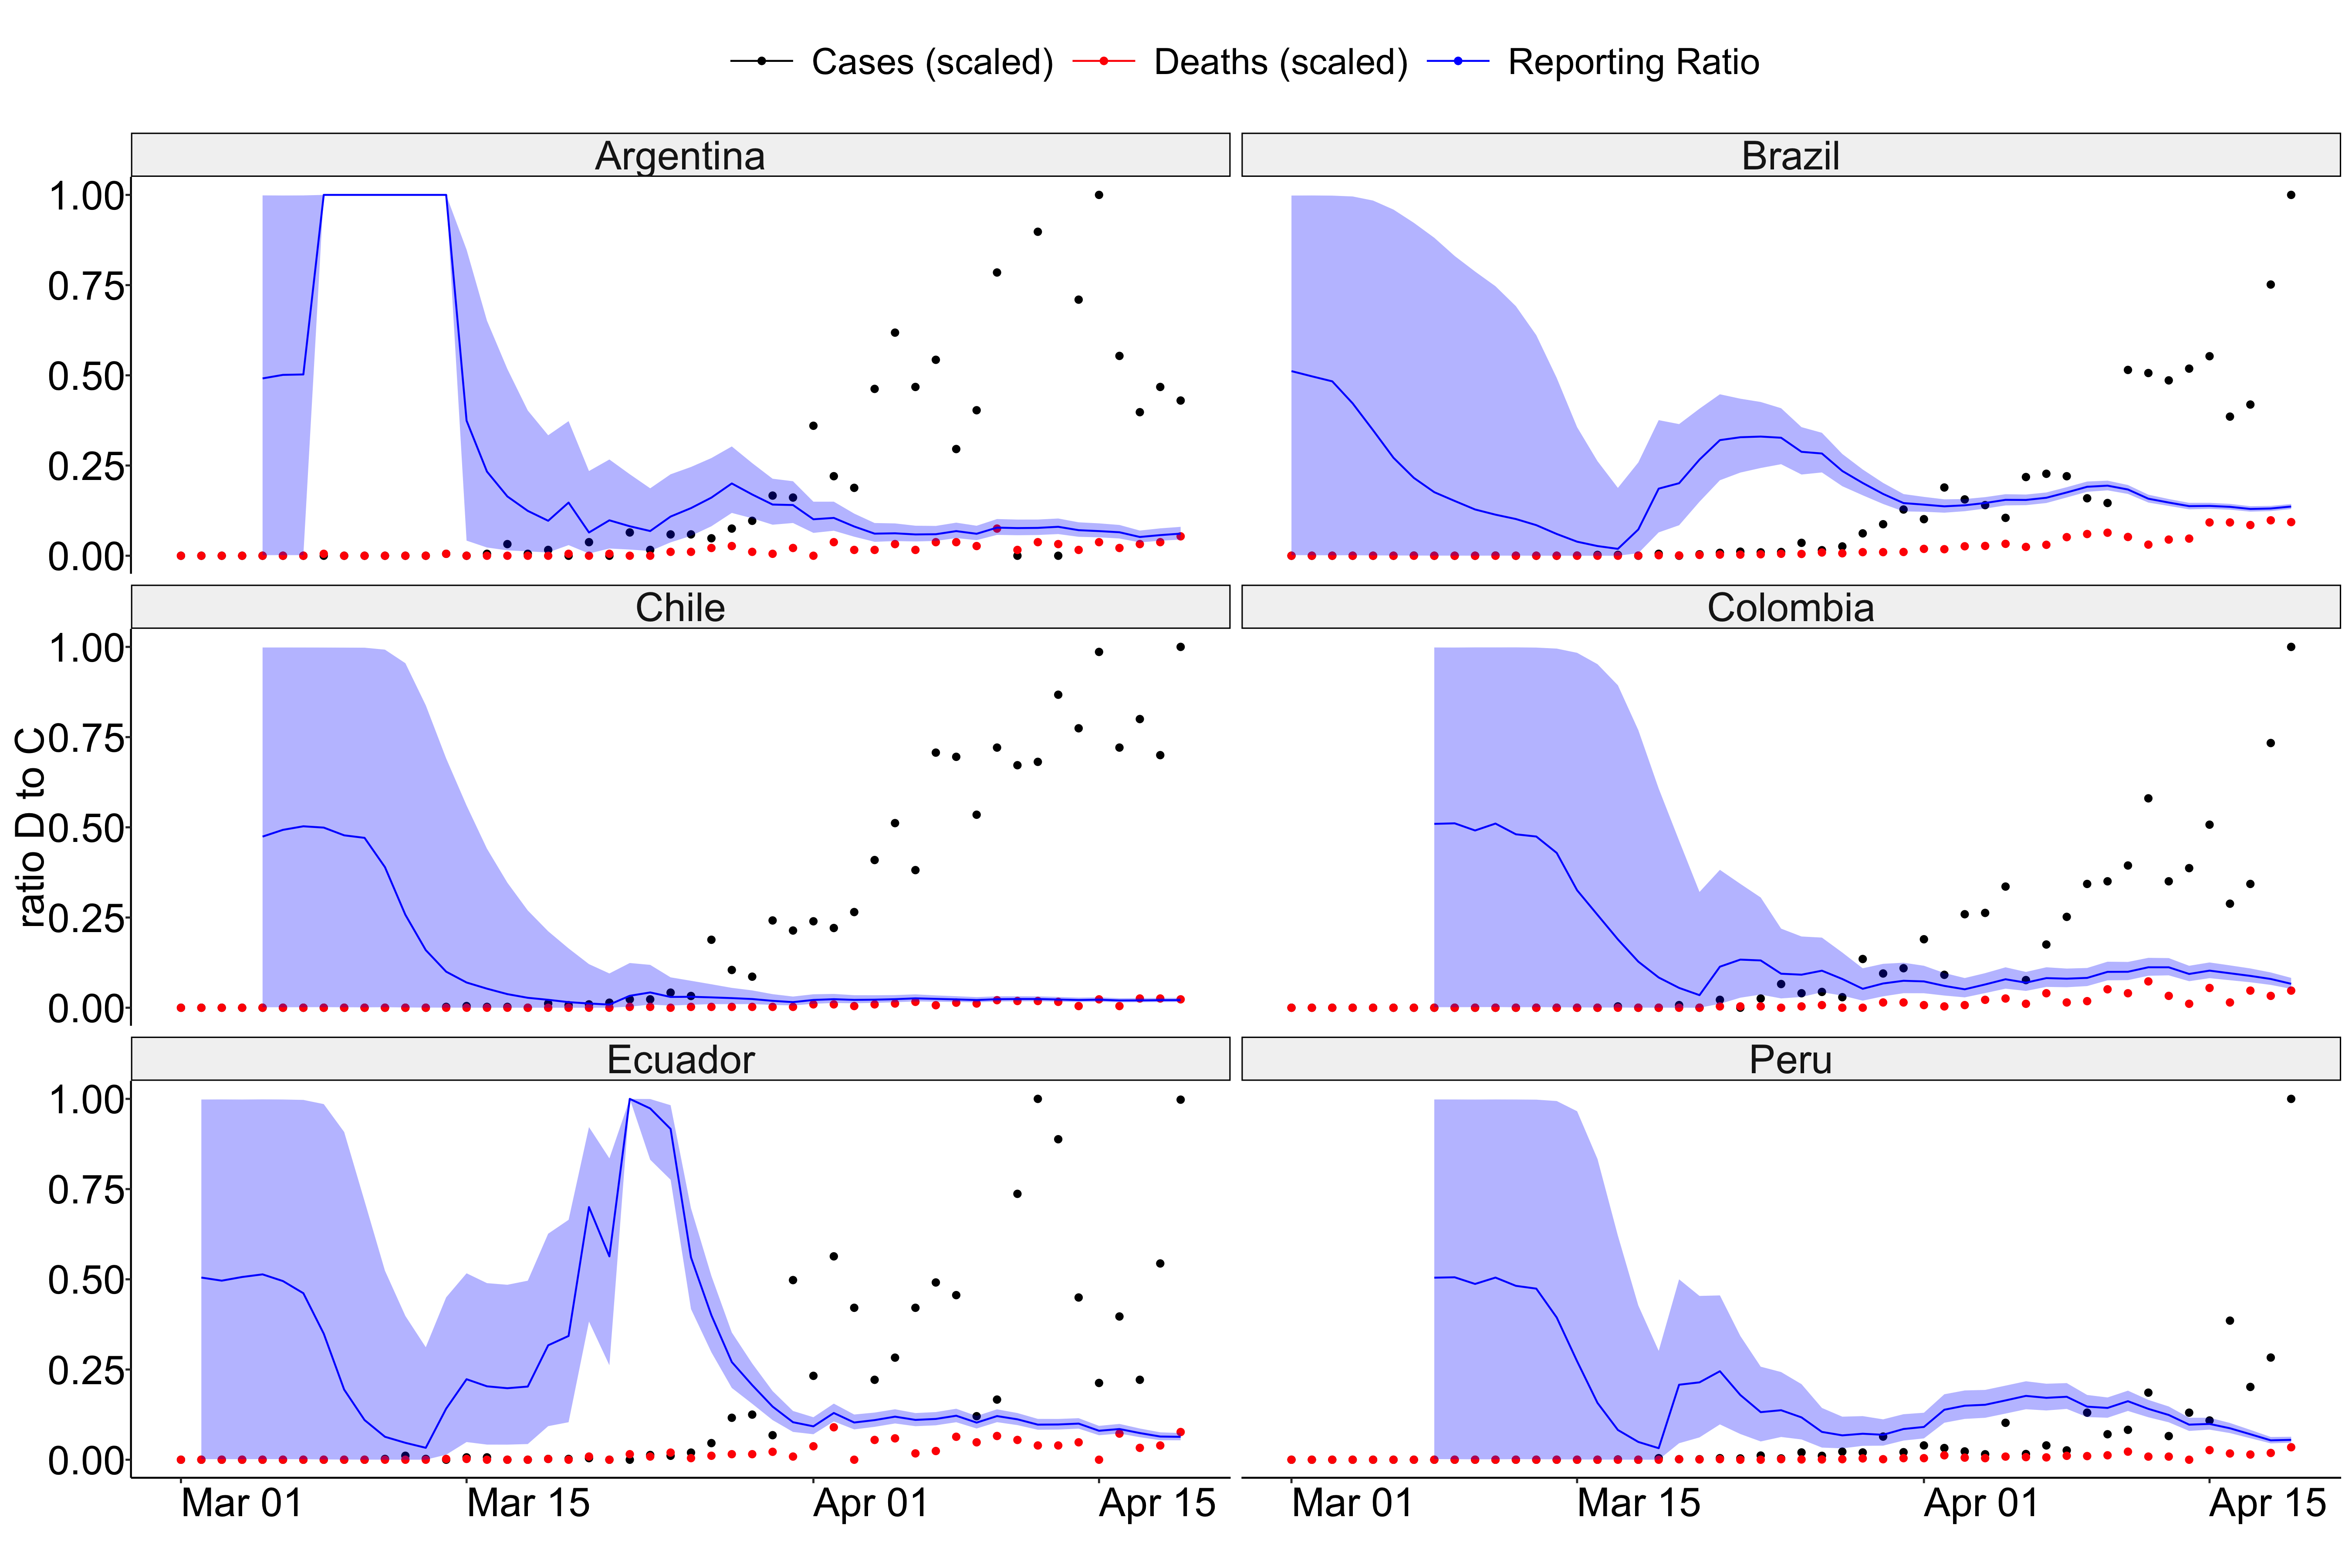 Cases (scaled) Deaths (scaled) Reporting Ratio
Argentina Brazil
1.00
0.75
0.50
0.25
0.00
Chile Colombia
1.00
0.75
0.50
0.25
0.00
ratio D to C
Ecuador Peru
1.00
0.75
0.50
0.25
0.00
Mar 01 Mar 15 Apr 01 Apr 15 Mar 01 Mar 15 Apr 01 Apr 15